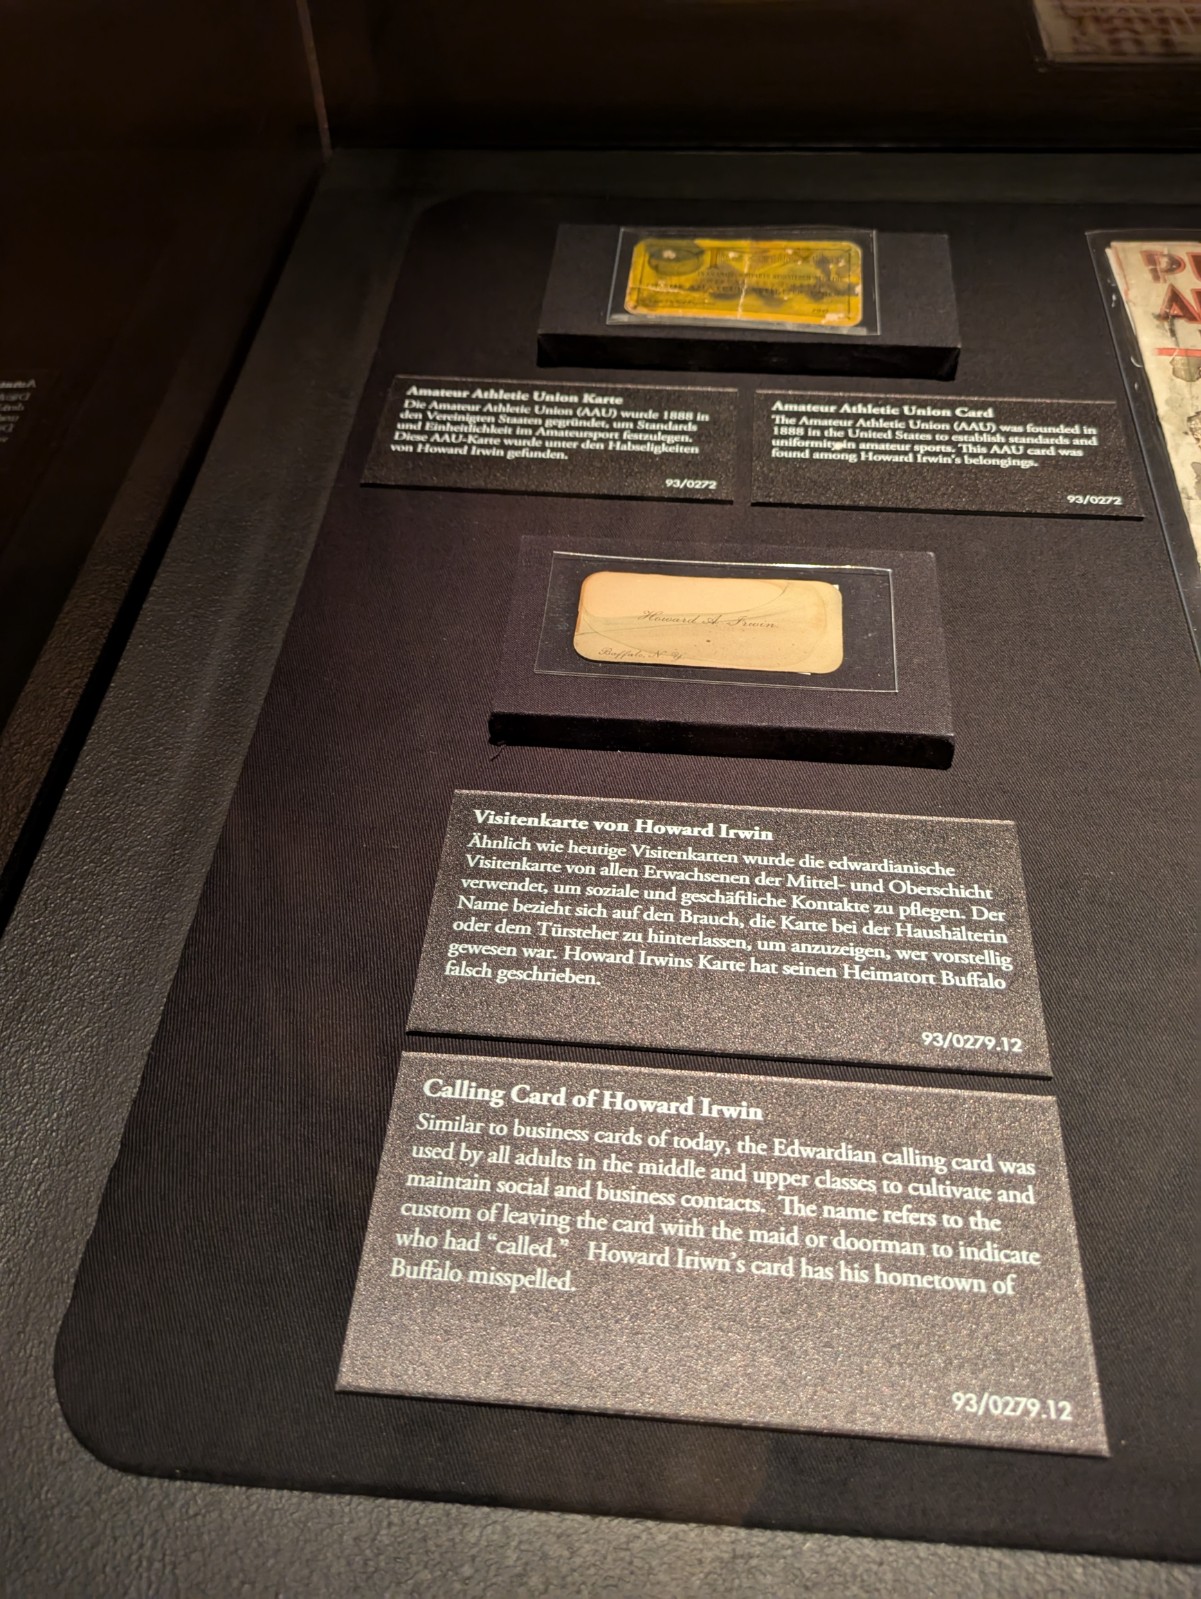 Amateur Athletic Union Karte
Die Amateur Athletic Union (AAU) wurde 1888 in
den Vereinigten Staaten gegründet, um Standards
und Einheitlichkeit im Amateursport festzulegen.
Diese AAU-Karte wurde unter den Habseligkeiten
von Howard Irwin gefunden.
93/0272
Amateur Athletic Union Card
The Amateur Athletic Union (AAU) was founded in
1888 in the United States to establish standards and
uniformityin amateur sports. This AAU card was
found among Howard Irwin's belongings.
93/0272
Howard A. Irwin
N.Y.
Visitenkarte von Howard Irwin
Ähnlich wie heutige Visitenkarten wurde die edwardianische
Visitenkarte von allen Erwachsenen der Mittel- und Oberschicht
verwendet, um soziale und geschäftliche Kontakte zu pflegen. Der
Name bezieht sich auf den Brauch, die Karte bei der Haushälterin
oder dem Türsteher zu hinterlassen, um anzuzeigen, wer vorstellig
gewesen war. Howard Irwins Karte hat seinen Heimatort Buffalo
falsch geschrieben.
93/0279.12
Calling Card of Howard Irwin
Similar to business cards of today, the Edwardian calling card was
used by all adults in the middle and upper classes to cultivate and
maintain social and business contacts. The name refers to the
custom of leaving the card with the maid or doorman to indicate
who had “called.” Howard Iriwn's card has his hometown of
Buffalo misspelled.
93/0279.12